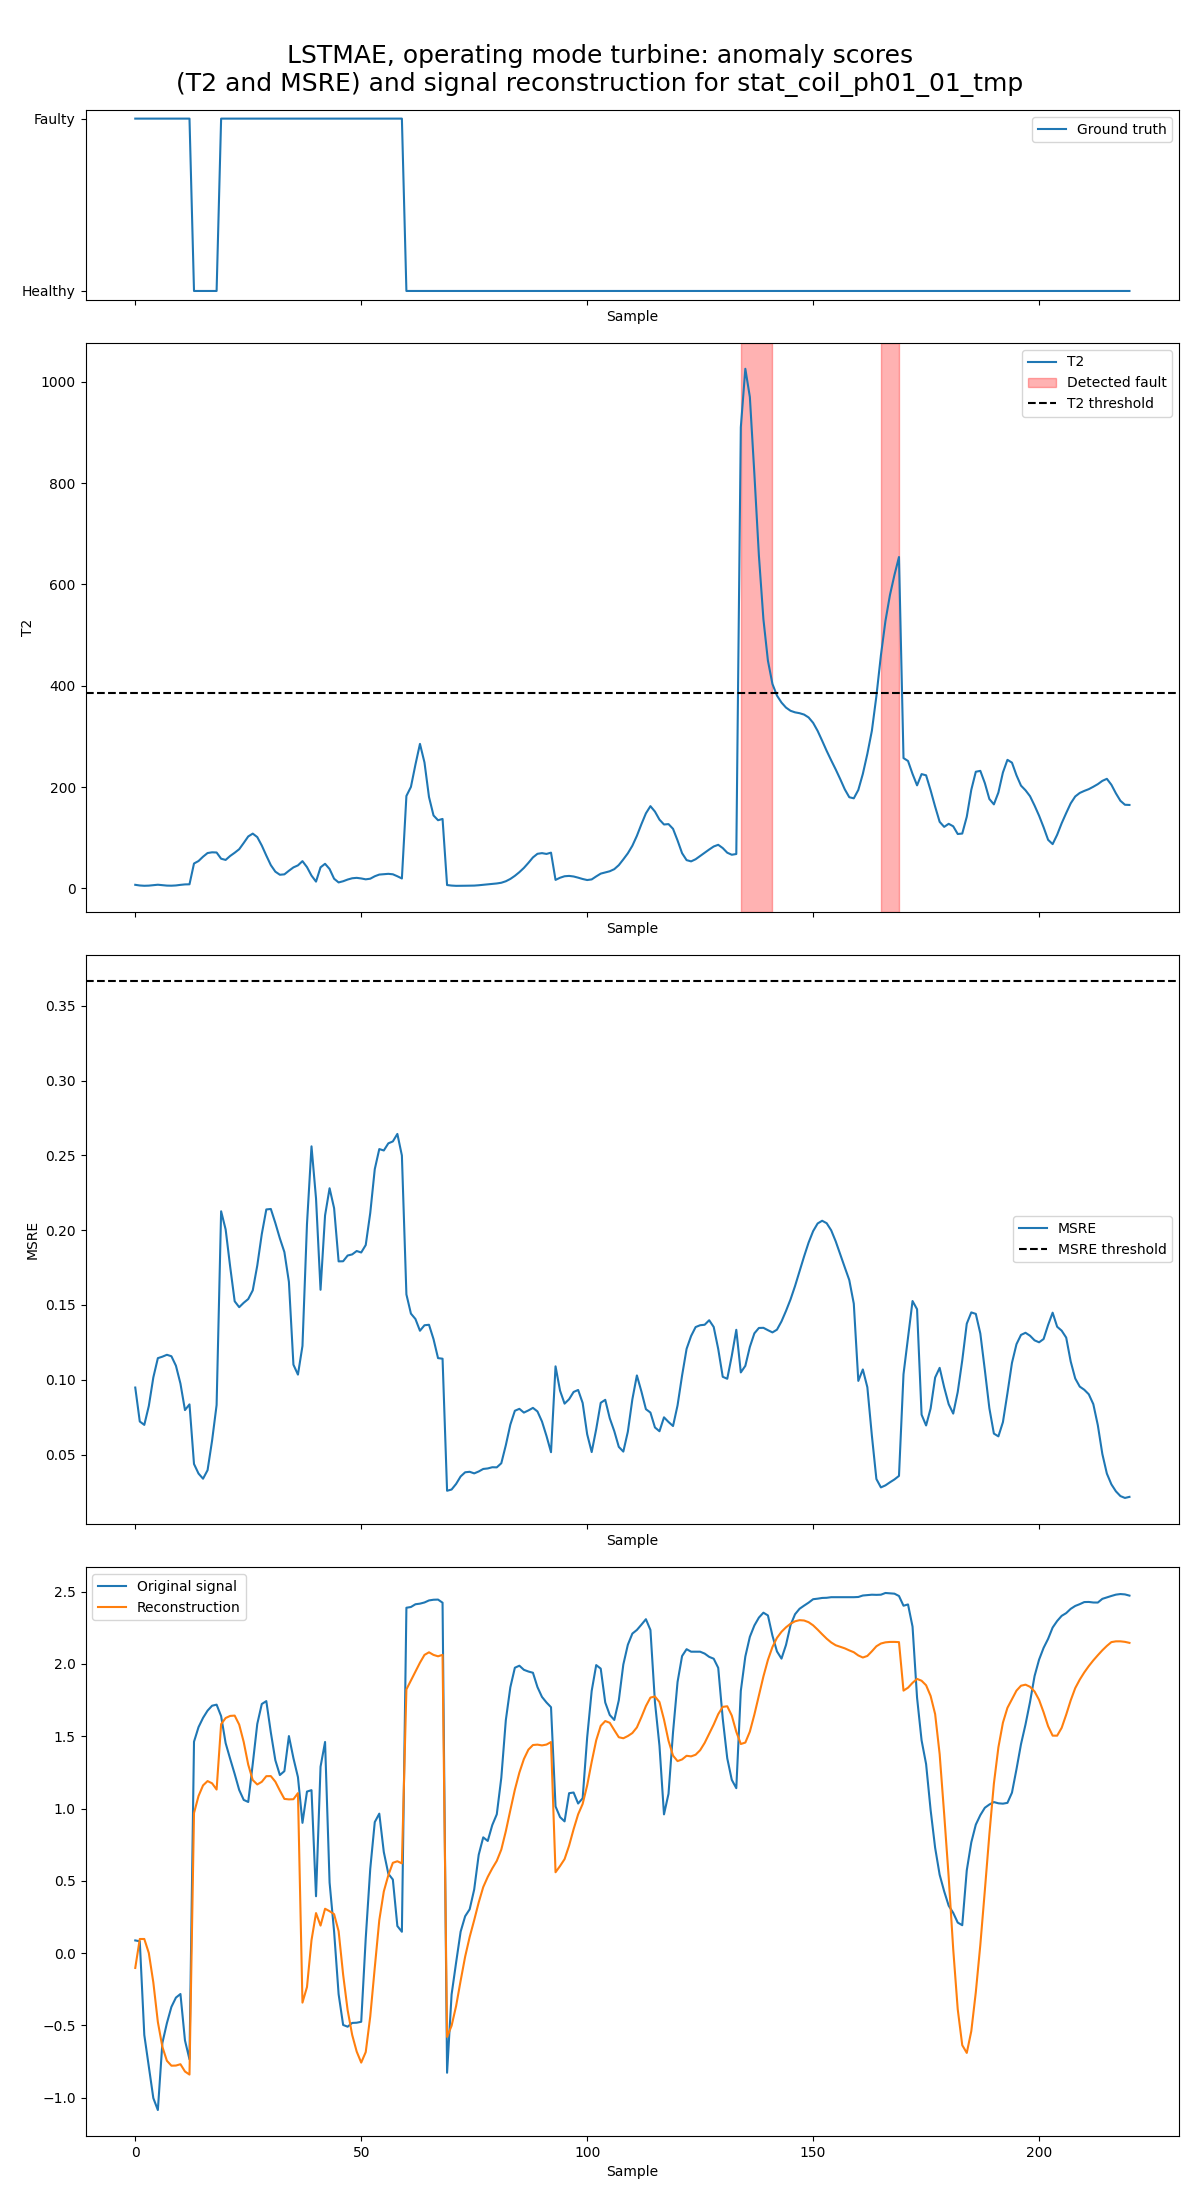 LSTMAE, operating mode turbine: anomaly scores
(T2 and MSRE) and signal reconstruction for stat_coil_ph01_01_tmp
Faulty
Healthy
Ground truth
Sample
1000
800
600
400
200
0
T2
T2
Detected fault
T2 threshold
Sample
0.35
0.30
0.25
0.20
0.15
0.10
0.05
MSRE
MSRE
MSRE threshold
Sample
2.5
2.0
1.5
1.0
0.5
0.0
−0.5
−1.0
Original signal
Reconstruction
0 50 100 150 200
Sample